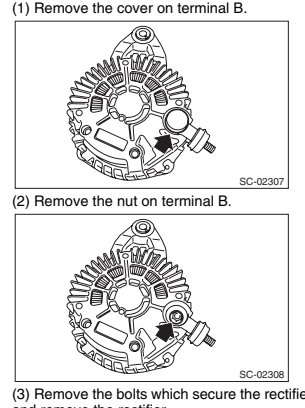 (1) Remove the cover on terminal B.
SC-02307
(2) Remove the nut on terminal B.
SC-02308
(3) Remove the bolts which secure the rectifie
and remove the rectifier